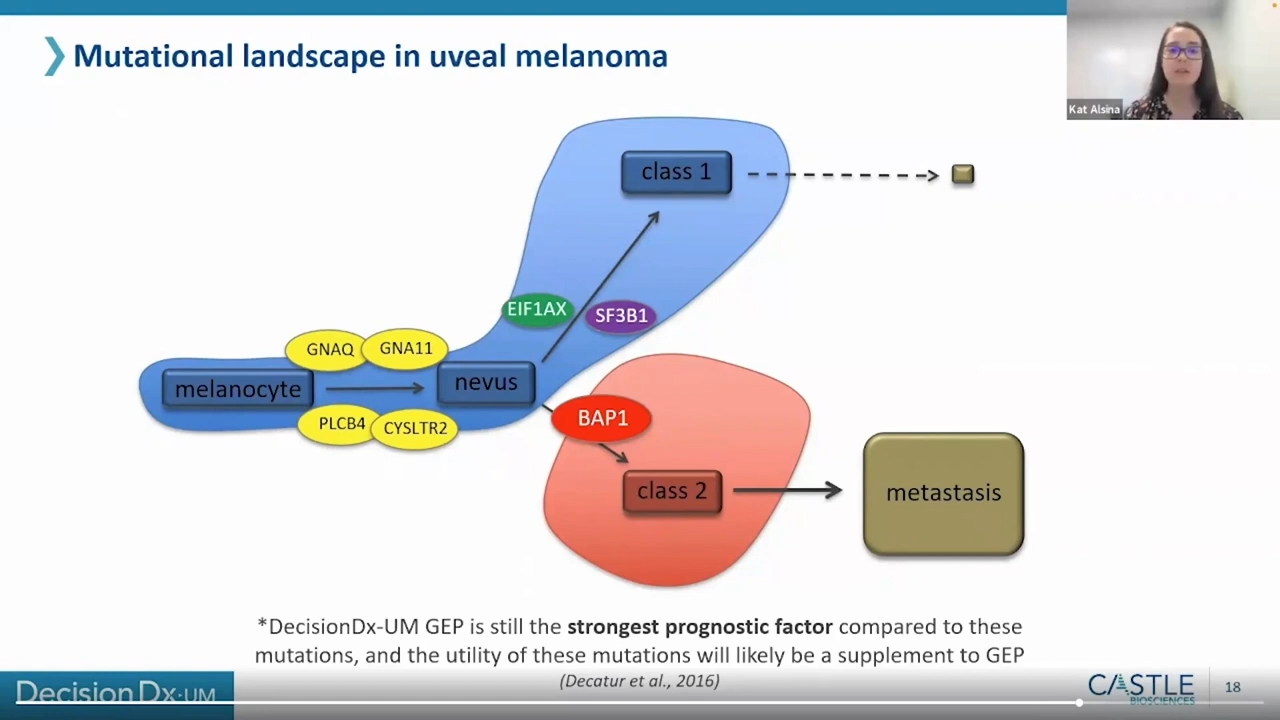 Mutational landscape in uveal melanoma
Kat Alsina
class 1
EIF1AX
SF3B1
GNAQ
GNA11
melanocyte
nevus
PLCB4
CYSLTR2
BAP1
class 2
metastasis
*DecisionDx-UM GEP is still the strongest prognostic factor compared to these
mutations, and the utility of these mutations will likely be a supplement to GEP
(Decatur et al., 2016)
DecisionDx-UM
CASTLE
BIOSCIENCES
18